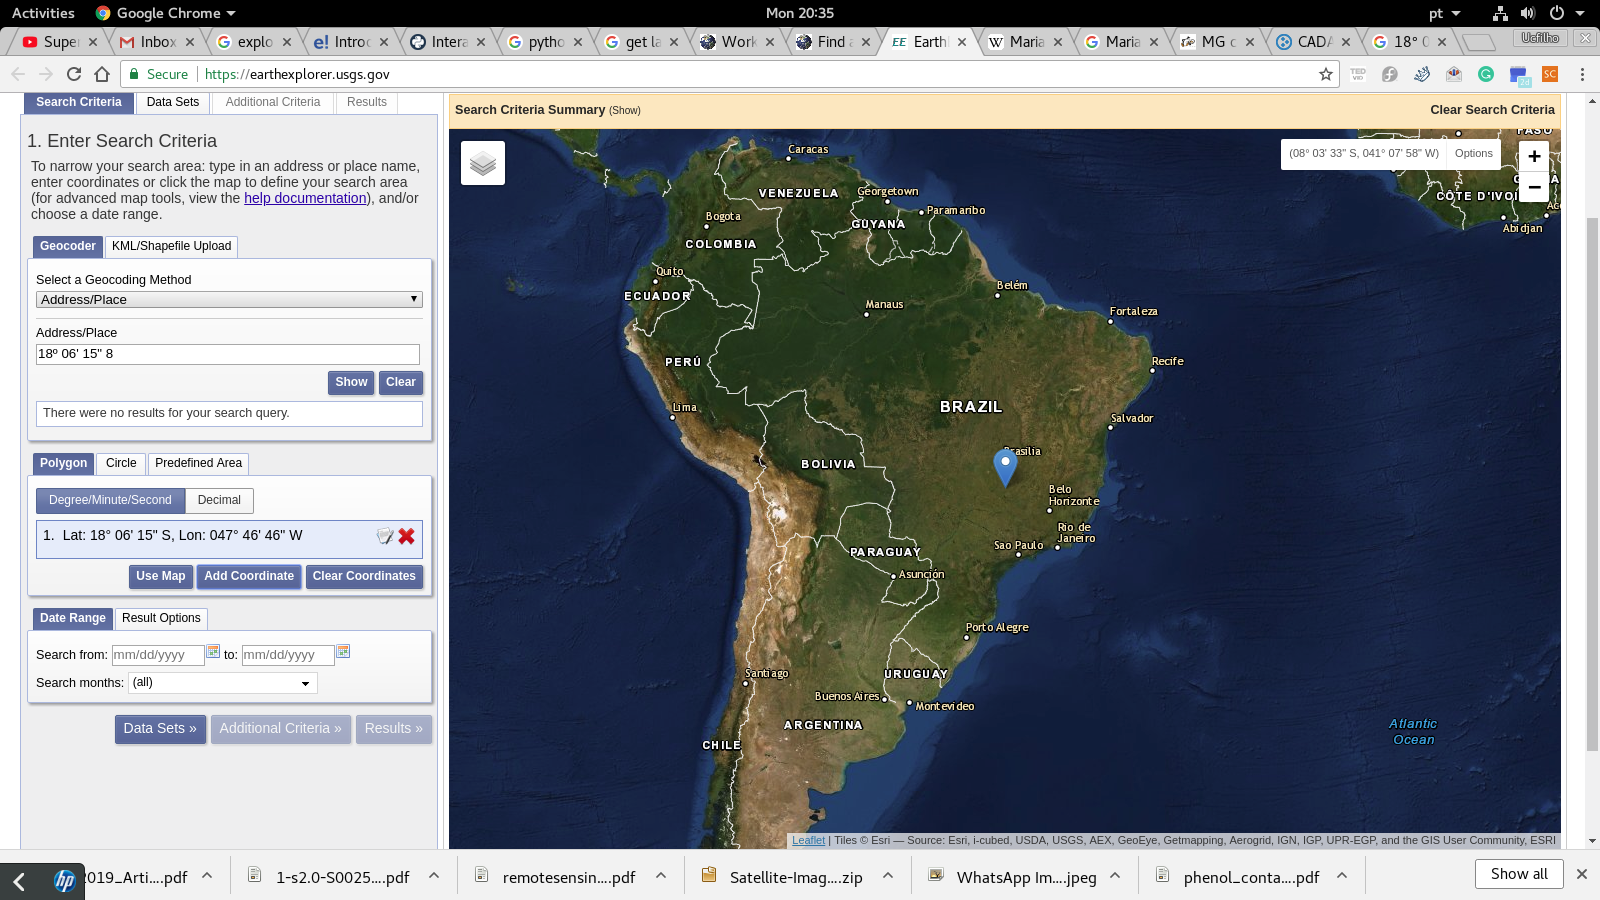 Activities
Google Chrome
Mon 20:35
pt
Supe
Inbox
explo
Introc
Intera
pytho
get la
Work
Find a
Earth
Maria
Maria
MG c
CADA
18° 0
Ucfilho
Secure
https://earthexplorer.usgs.gov
Search Criteria
Data Sets
Additional Criteria
Results
Search Criteria Summary (Show)
Clear Search Criteria
1. Enter Search Criteria
To narrow your search area: type in an address or place name,
enter coordinates or click the map to define your search area
(for advanced map tools, view the help documentation), and/or
choose a date range.
Geocoder
KML/Shapefile Upload
Select a Geocoding Method
Address/Place
Address/Place
18º 06' 15" 8
Show
Clear
There were no results for your search query.
Polygon
Circle
Predefined Area
Degree/Minute/Second
Decimal
1. Lat: 18° 06' 15" S, Lon: 047° 46' 46" W
Use Map
Add Coordinate
Clear Coordinates
Date Range
Result Options
Search from: mm/dd/yyyy to: mm/dd/yyyy
Search months: (all)
Data Sets »
Additional Criteria »
Results »
(08° 03' 33" S, 041° 07' 58" W)
Options
+
−
Caracas
VENEZUELA
Georgetown
Paramaribo
Bogota
GUYANA
COLOMBIA
Quito
ECUADOR
Belém
Manaus
Fortaleza
PERÚ
Recife
BRAZIL
Lima
Salvador
Brasilia
BOLIVIA
Belo
Horizonte
Rio de
Janeiro
Sao Paulo
PARAGUAY
Asunción
Porto Alegre
Santiago
URUGUAY
Buenos Aires
Montevideo
ARGENTINA
CHILE
Atlantic
Ocean
FASO
CÔTE D'IVOI
Abidjan
Leaflet | Tiles © Esri — Source: Esri, i-cubed, USDA, USGS, AEX, GeoEye, Getmapping, Aerogrid, IGN, IGP, UPR-EGP, and the GIS User Community, ESRI
hp
2019_Arti....pdf
1-s2.0-S0025....pdf
remotesensin....pdf
Satellite-Imag....zip
WhatsApp Im....jpeg
phenol_conta....pdf
Show all